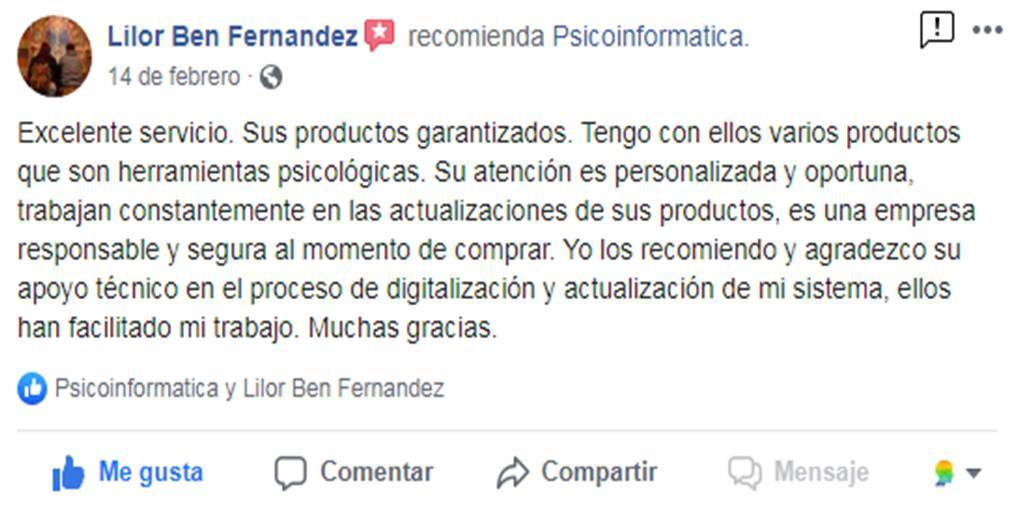 Lilor Ben Fernandez recomienda Psicoinformatica.
14 de febrero ·
Excelente servicio. Sus productos garantizados. Tengo con ellos varios productos
que son herramientas psicológicas. Su atención es personalizada y oportuna,
trabajan constantemente en las actualizaciones de sus productos, es una empresa
responsable y segura al momento de comprar. Yo los recomiendo y agradezco su
apoyo técnico en el proceso de digitalización y actualización de mi sistema, ellos
han facilitado mi trabajo. Muchas gracias.
Psicoinformatica y Lilor Ben Fernandez
Me gusta Comentar Compartir Mensaje